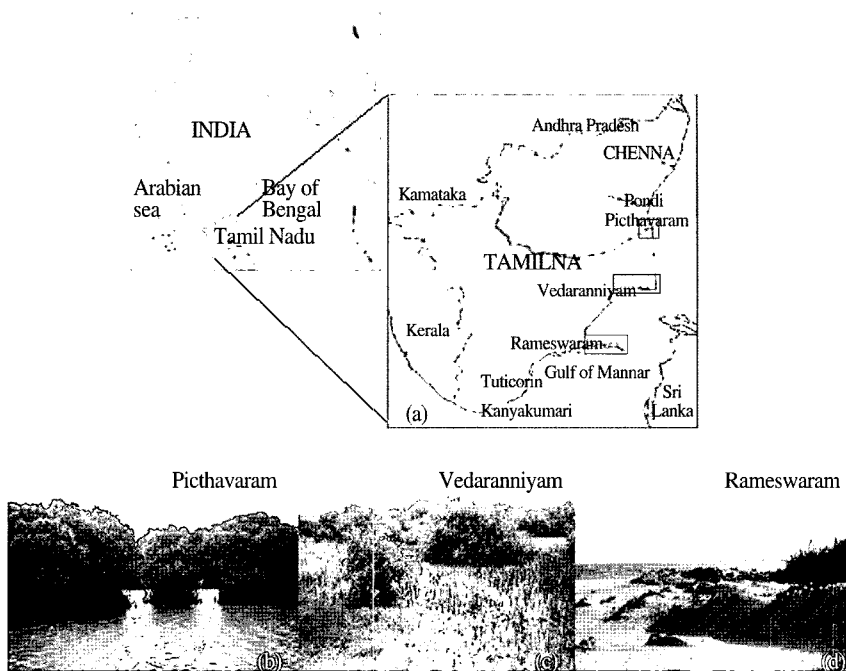 INDIA
Arabian
sea
Bay of
Bengal
Tamil Nadu
Andhra Pradesh
CHENNA
Kamataka
Pondi
Picthavaram
TAMILNA
Vedaranniyam
Kerala
Rameswaram
Gulf of Mannar
Tuticorin
Sri
Lanka
(a)
Kanyakumari
Picthavaram
Vedaranniyam
Rameswaram
(b)
(c)
(d)